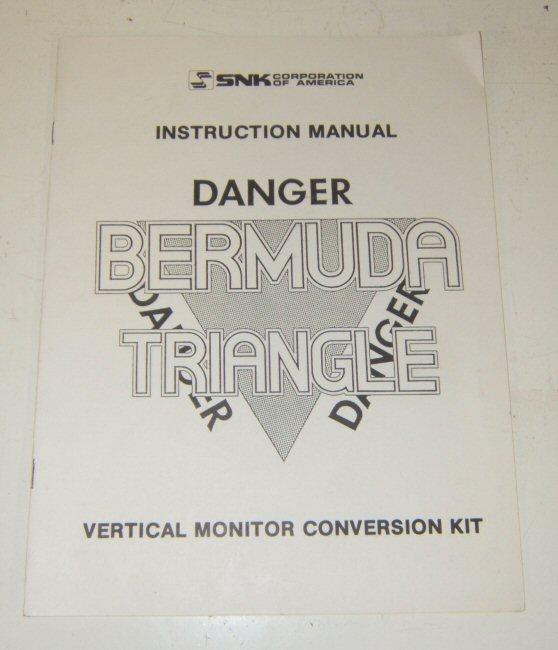 SNK CORPORATION
OF AMERICA
INSTRUCTION MANUAL
DANGER
BERMUDA
TRIANGLE
DANGER
DANGER
VERTICAL MONITOR CONVERSION KIT